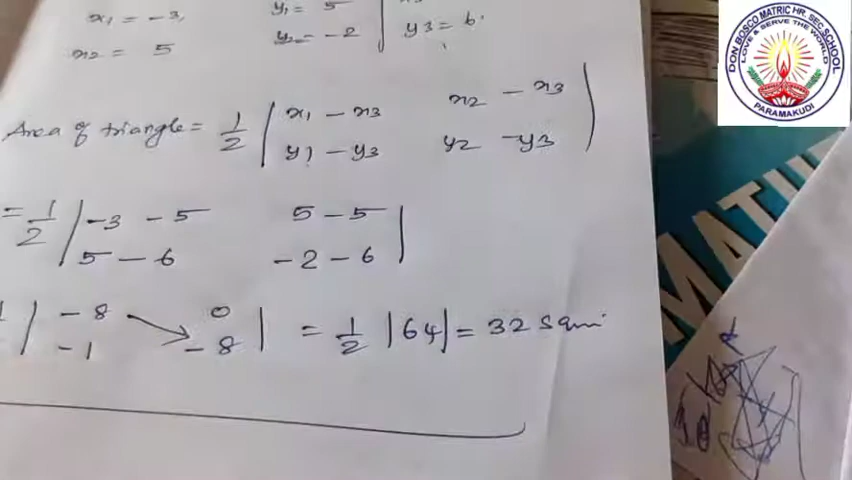 x₁ = -3, y₁ = 5
x₂ = 5 y₂ = -2 y3 = 6
Area of triangle = 1/2 | x₁ - x3 x2 - x3 |
| y1 - y3 y2 - y3 |
= 1/2 | -3 - 5 5 - 5 |
| 5 - 6 -2 - 6 |
| -8 0 | = 1/2 |64| = 32 sq
| -1 -8 |
DON BOSCO MATRIC HR. SEC. SCHOOL
LOVE & SERVE THE WORLD
PARAMAKUDI
MATHEMAT